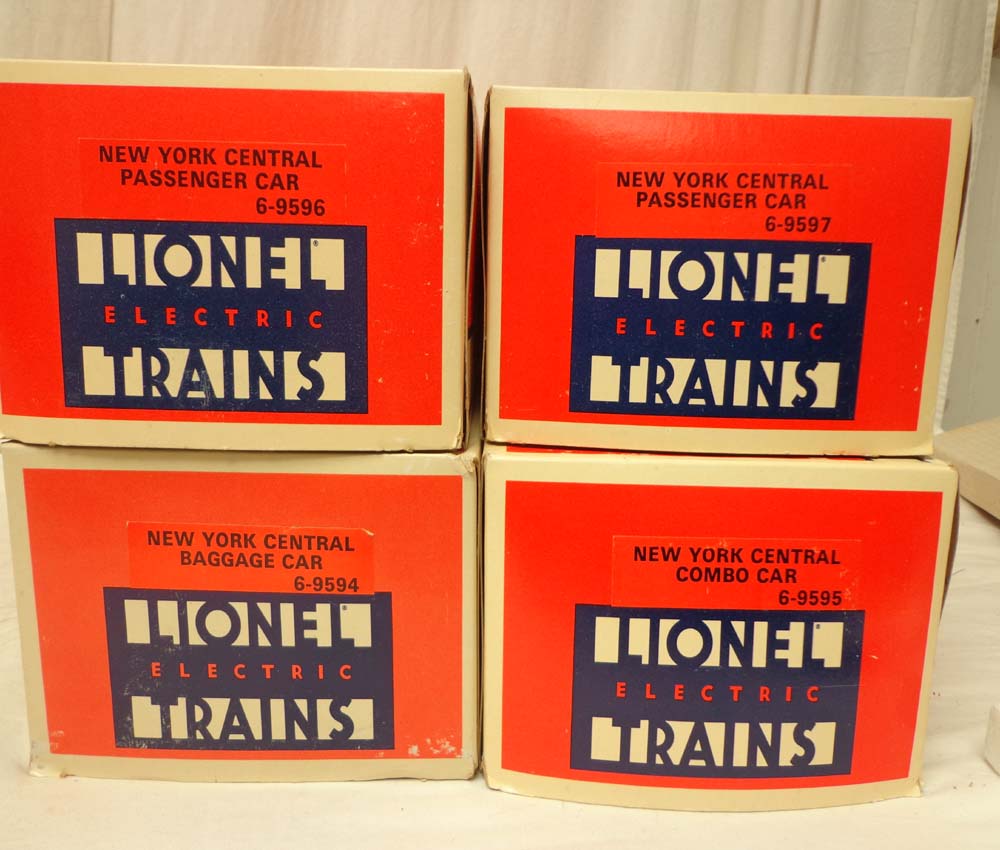 NEW YORK CENTRAL
PASSENGER CAR
6-9596
LIONEL®
ELECTRIC
TRAINS
NEW YORK CENTRAL
PASSENGER CAR
6-9597
LIONEL®
ELECTRIC
TRAINS
NEW YORK CENTRAL
BAGGAGE CAR
6-9594
LIONEL®
ELECTRIC
TRAINS
NEW YORK CENTRAL
COMBO CAR
6-9595
LIONEL®
ELECTRIC
TRAINS